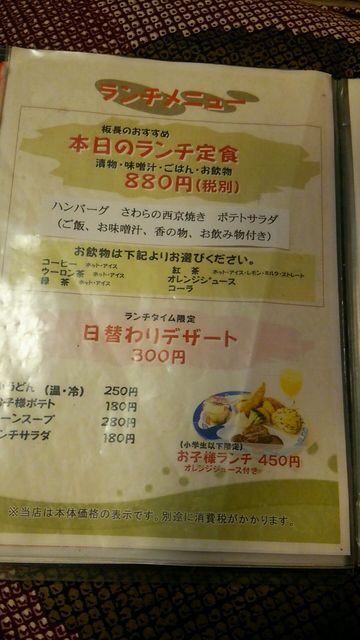 ランチメニュー
板長のおすすめ
本日のランチ定食
漬物・味噌汁・ごはん・お飲物
880円(税別)
ハンバーグ　さわらの西京焼き　ポテトサラダ
(ご飯、お味噌汁、香の物、お飲み物付き)
お飲物は下記よりお選びください。
コーヒー ホット・アイス　紅　茶 ホット・アイス・レモン・ミルク・ストレート
ウーロン茶 ホット・アイス　オレンジジュース
緑　茶 ホット・アイス　コーラ
ランチタイム限定
日替わりデザート
300円
うどん (温・冷) 250円
子様ポテト 180円
ーンスープ 280円
ンチサラダ 180円
(小学生以下限定)
お子様ランチ 450円
オレンジジュース付き
※当店は本体価格の表示です。別途に消費税がかかります。